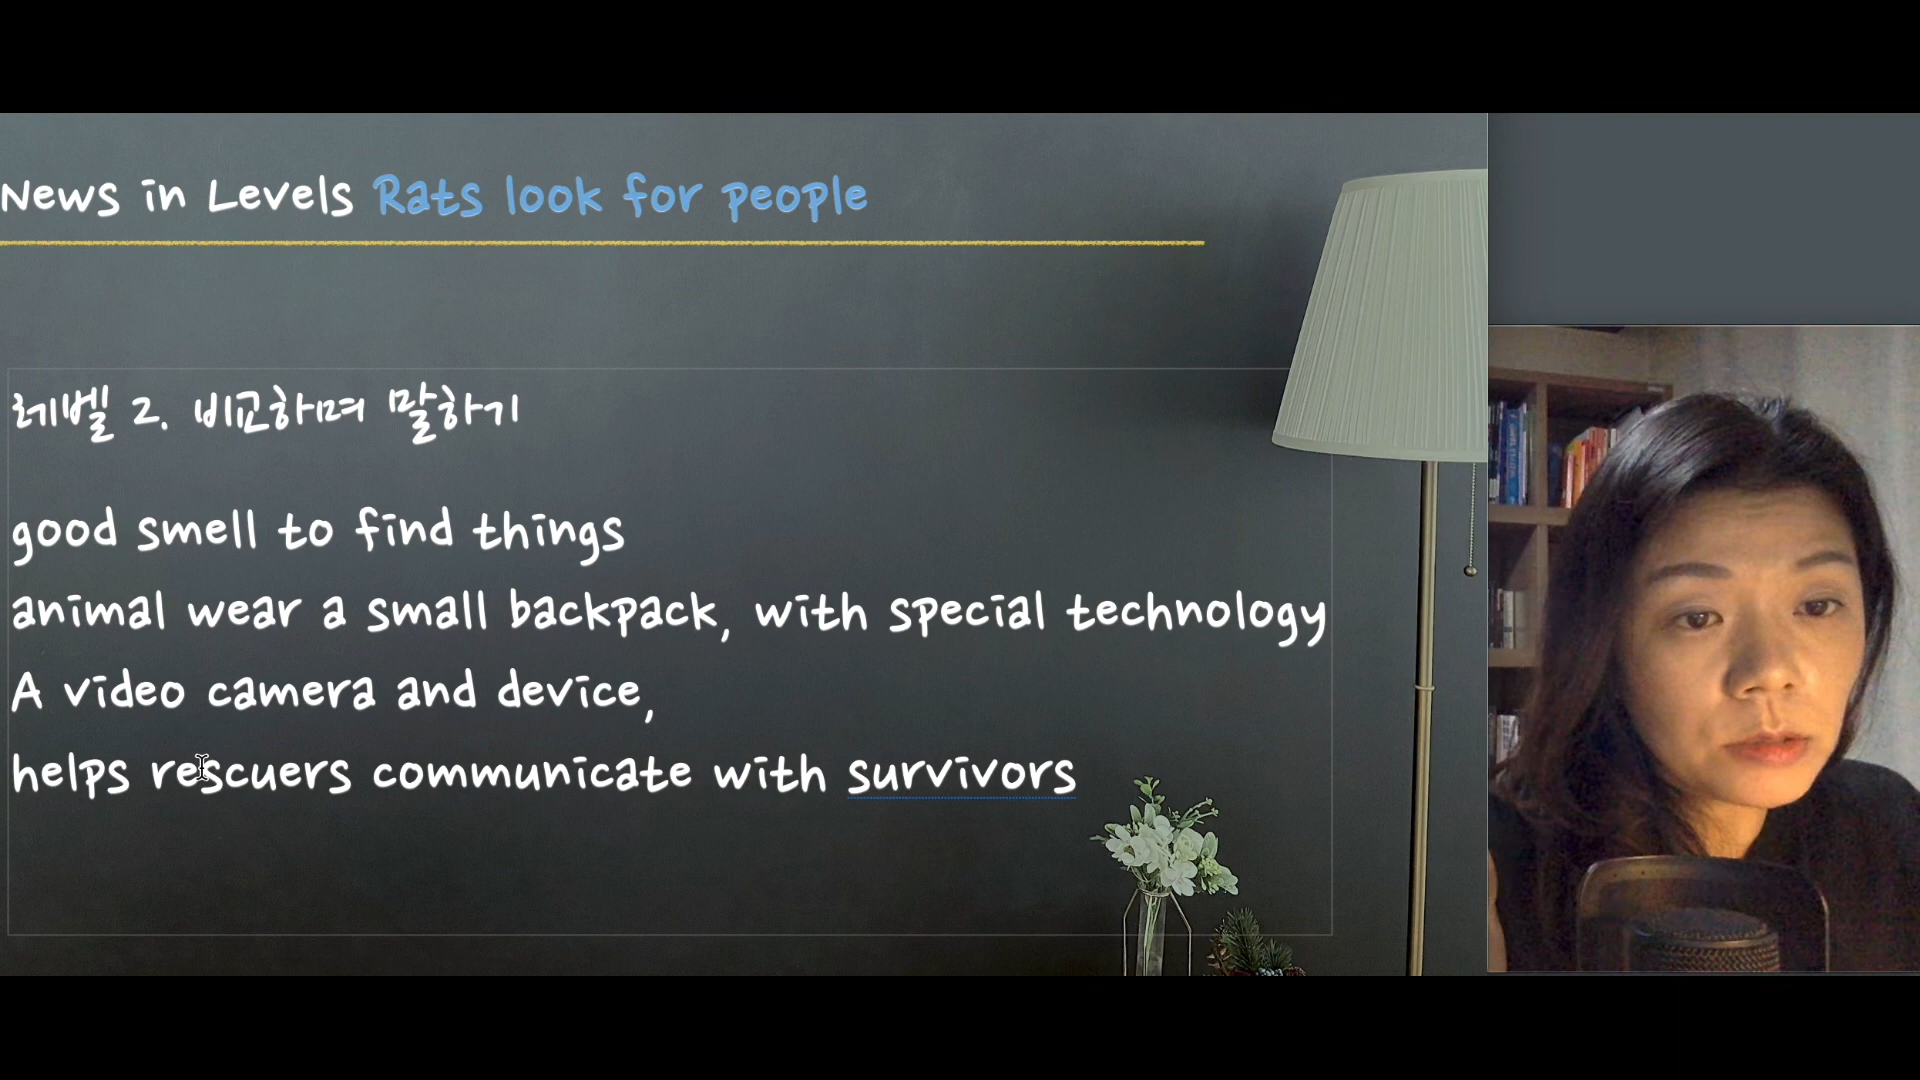 News in Levels Rats look for people
레벨 2. 비교하며 말하기
good smell to find things
animal wear a small backpack, with special technology
A video camera and device,
helps rescuers communicate with survivors